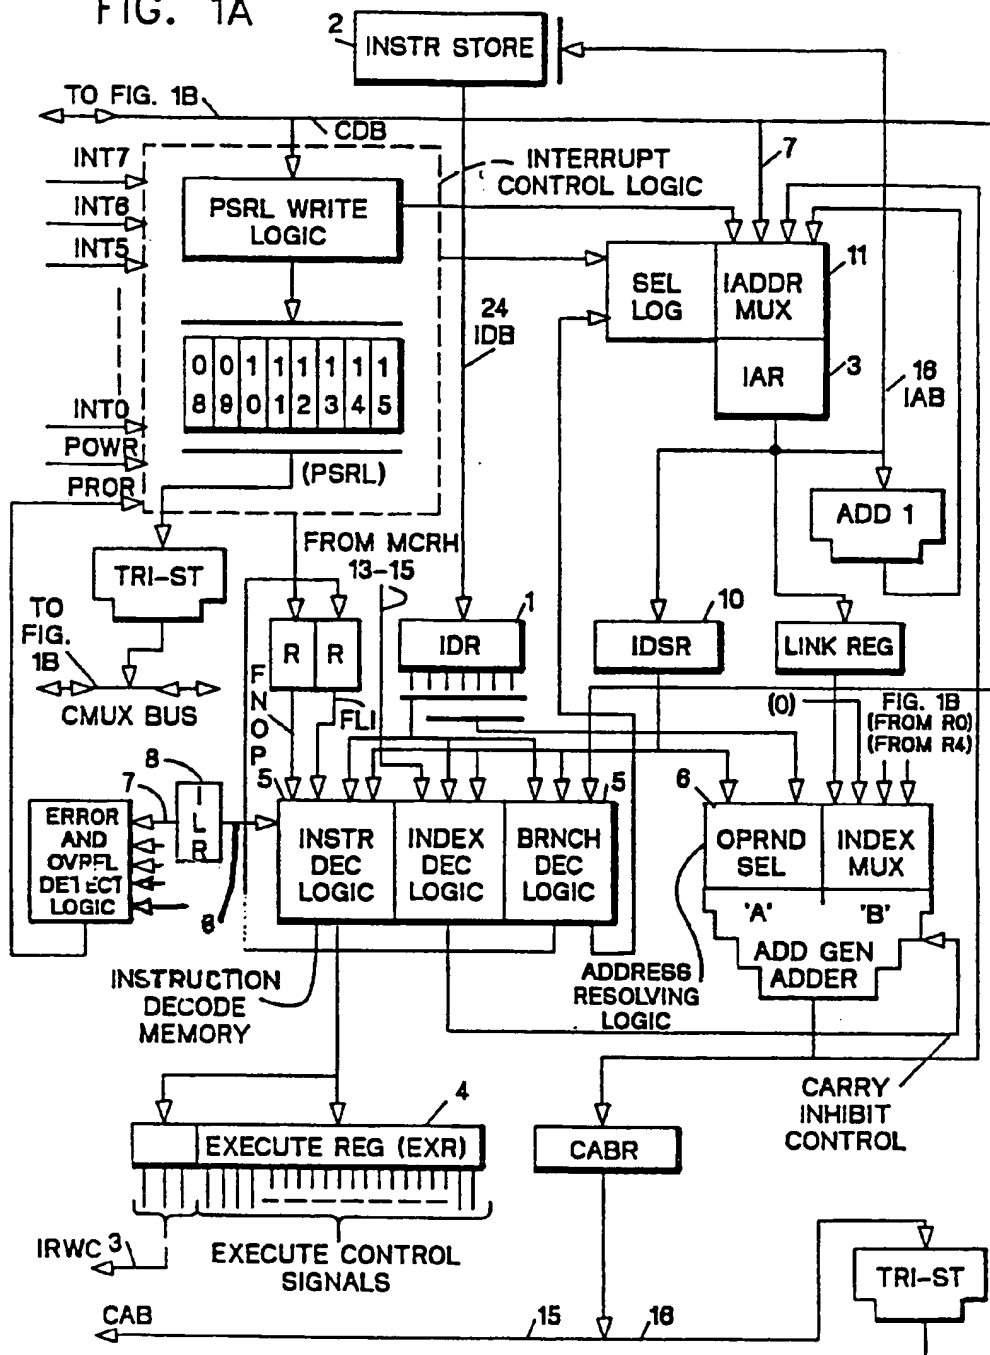 FIG. 1A
2
INSTR STORE
TO FIG. 1B
CDB
7
INT7
INT6
INT5
INT0
POWR
PROR
INTERRUPT
CONTROL LOGIC
PSRL WRITE
LOGIC
0 0 1 1 1 1 1 1
8 9 0 1 2 3 4 5
(PSRL)
24
IDB
SEL
LOG
IADDR
MUX
11
IAR
3
16
IAB
ADD 1
TRI-ST
TO
FIG.
1B
CMUX BUS
FROM MCRH
13-15
R R
FNOP
FLI
1
IDR
10
IDSR
LINK REG
(0)
FIG. 1B
(FROM R0)
(FROM R4)
8
7
ILR
6
ERROR
AND
OVRFL
DETECT
LOGIC
5
INSTR
DEC
LOGIC
INDEX
DEC
LOGIC
BRNCH
DEC
LOGIC
5
6
OPRND
SEL
INDEX
MUX
'A' 'B'
ADD GEN
ADDER
INSTRUCTION
DECODE
MEMORY
ADDRESS
RESOLVING
LOGIC
CARRY
INHIBIT
CONTROL
4
EXECUTE REG (EXR)
CABR
IRWC 3
EXECUTE CONTROL
SIGNALS
TRI-ST
CAB
15
16